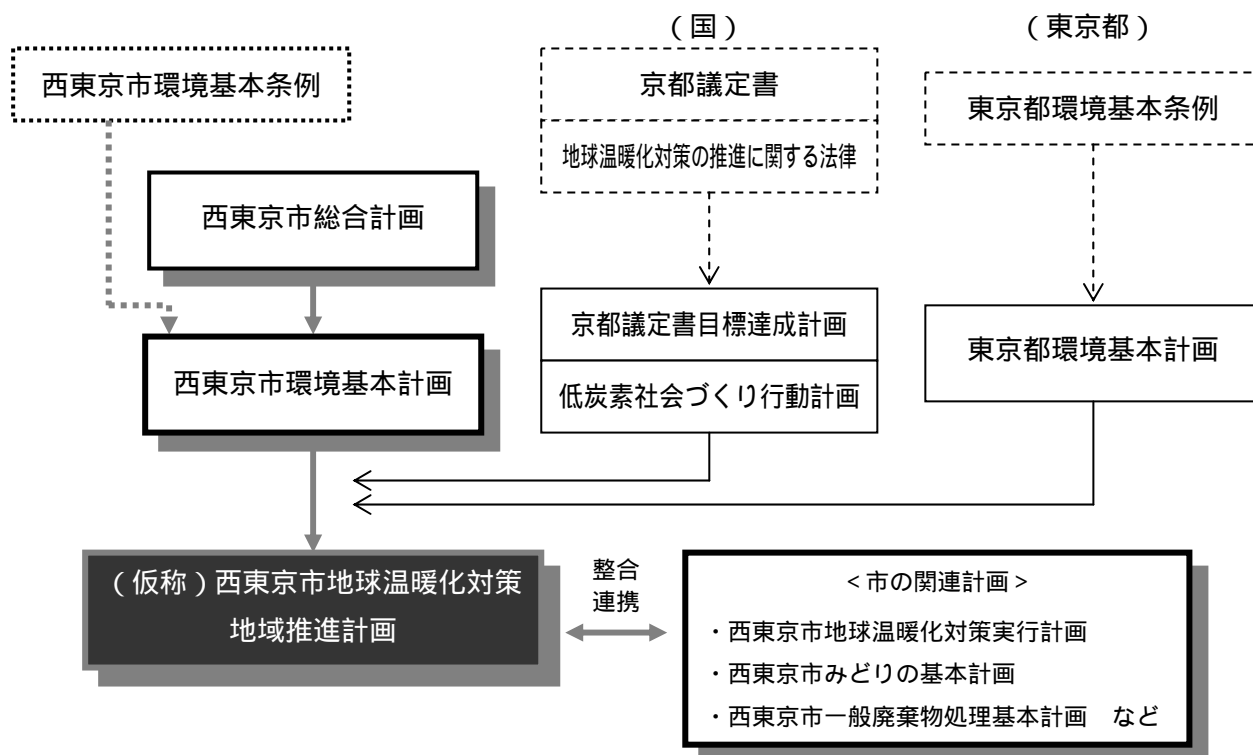 （国）
（東京都）
西東京市環境基本条例
京都議定書
地球温暖化対策の推進に関する法律
東京都環境基本条例
西東京市総合計画
京都議定書目標達成計画
低炭素社会づくり行動計画
東京都環境基本計画
西東京市環境基本計画
（仮称）西東京市地球温暖化対策
地域推進計画
整合
連携
＜市の関連計画＞
・西東京市地球温暖化対策実行計画
・西東京市みどりの基本計画
・西東京市一般廃棄物処理基本計画　など